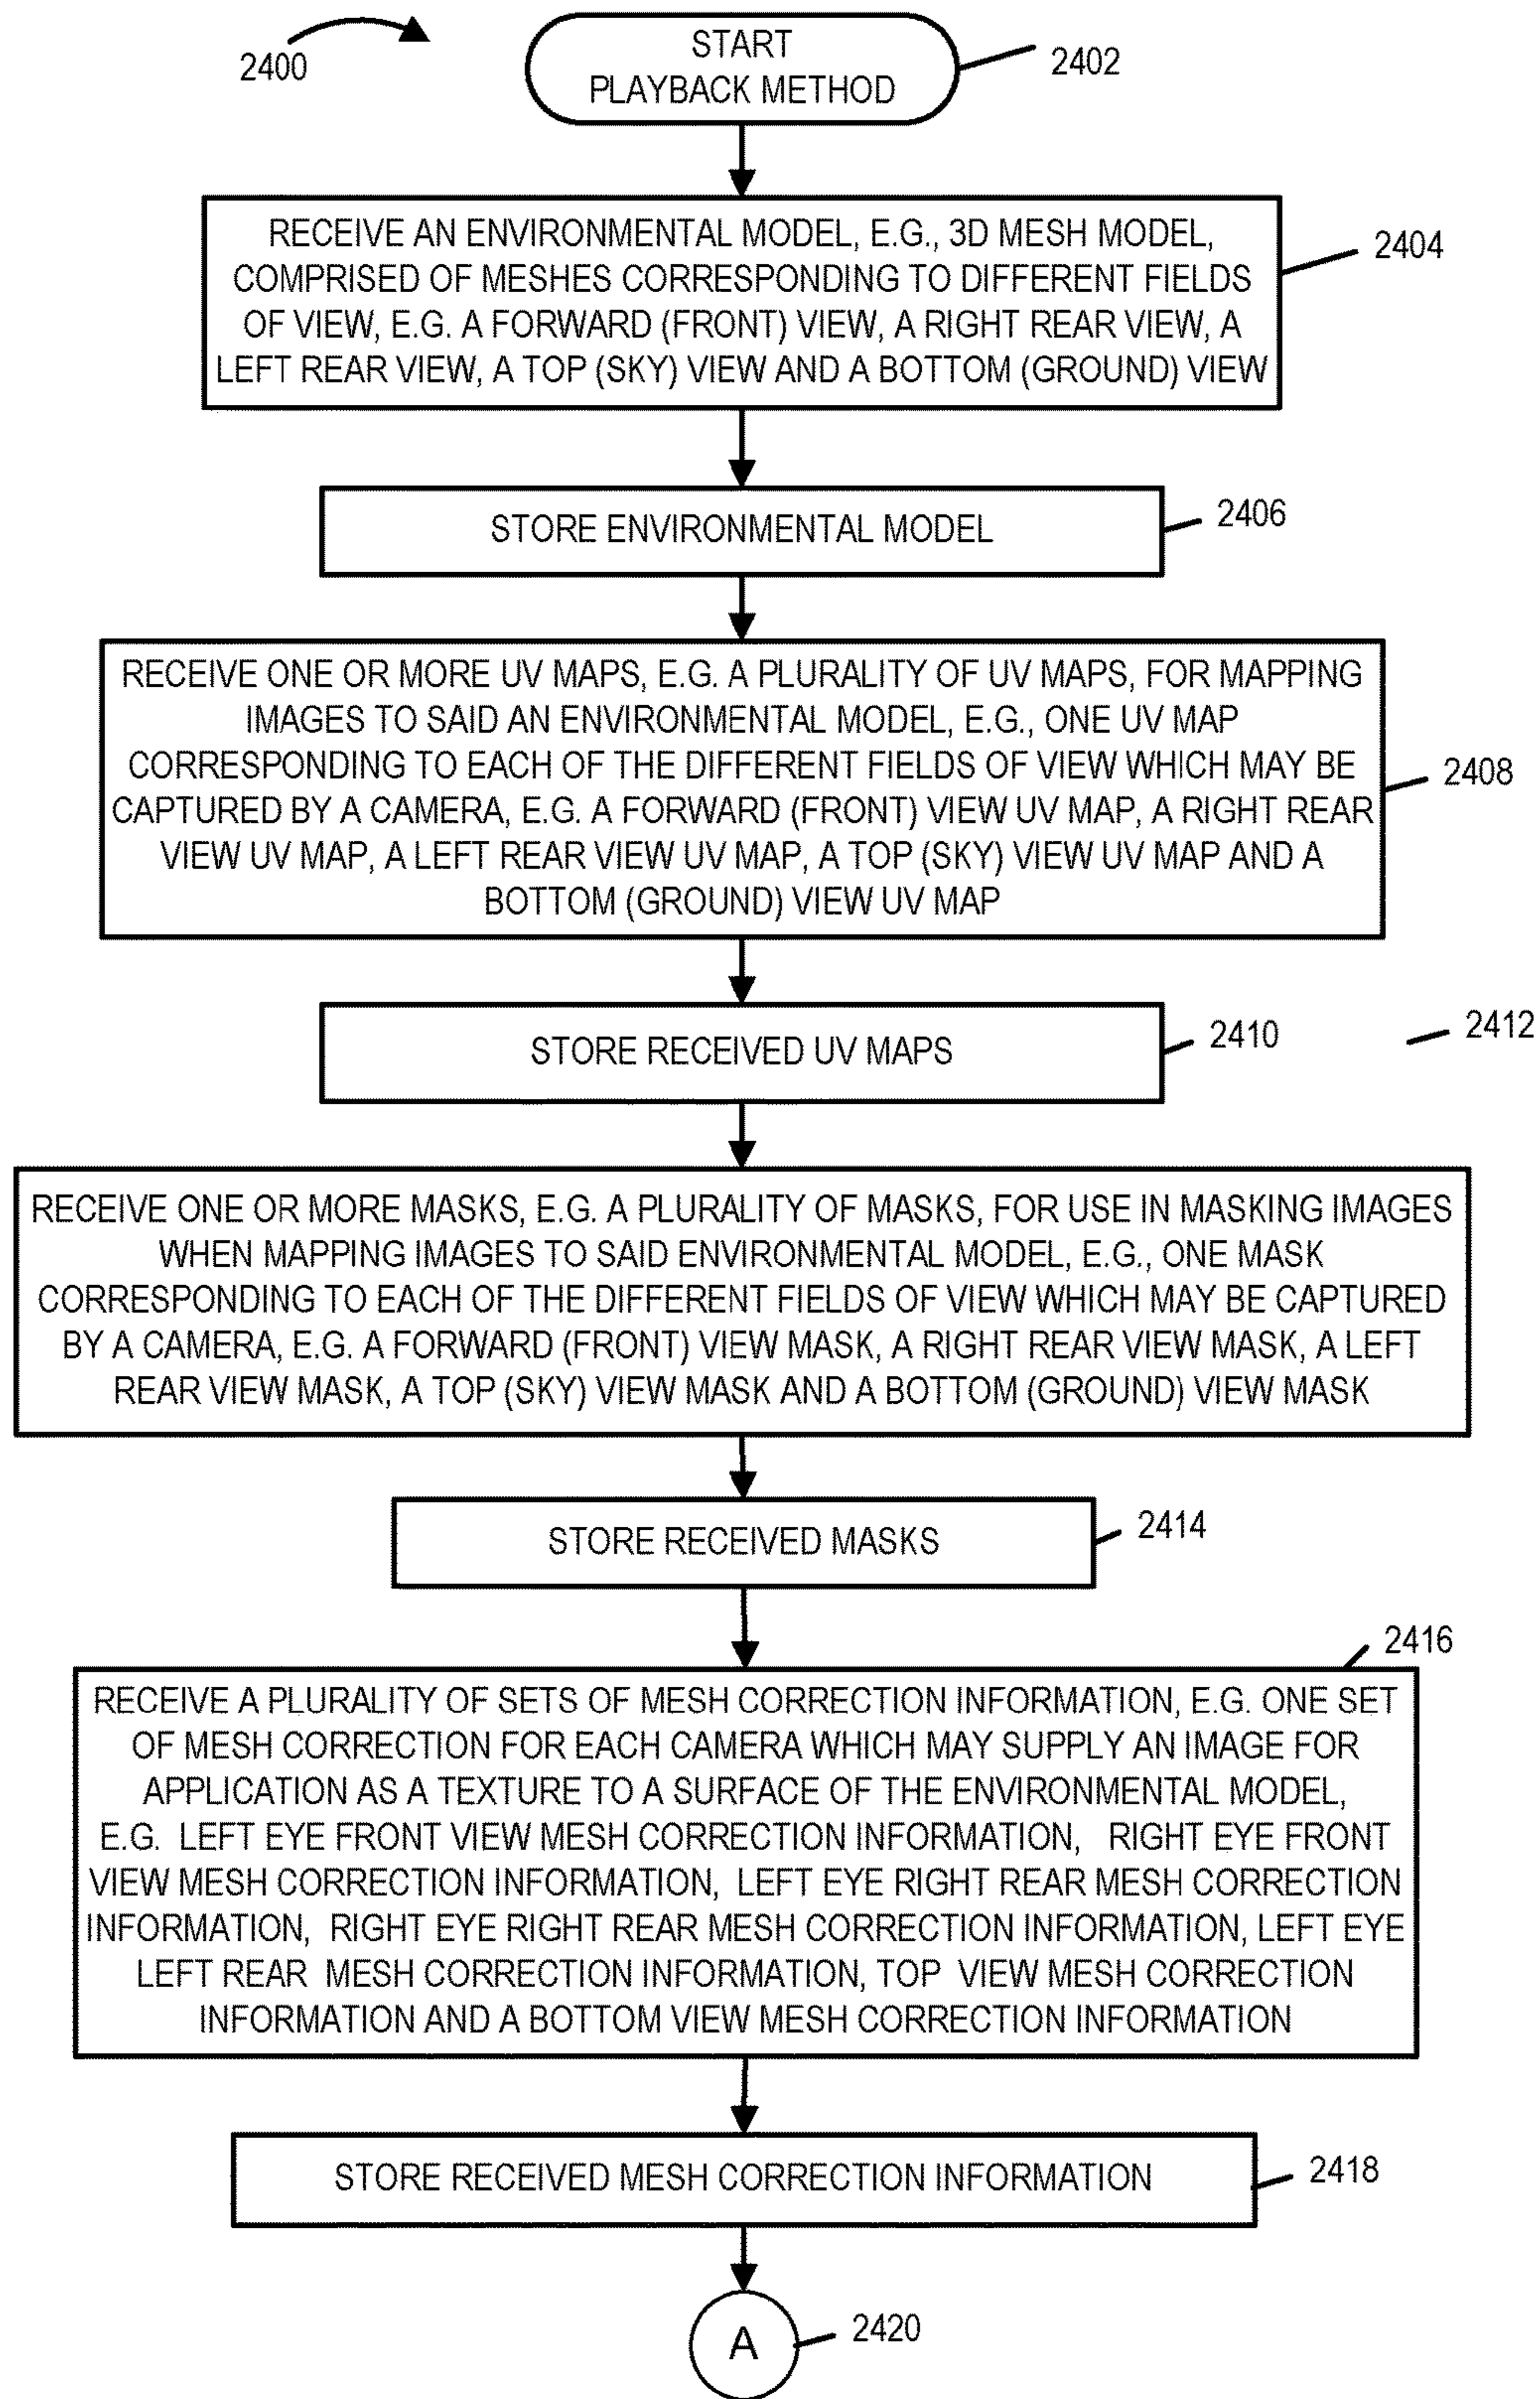 2400
START
PLAYBACK METHOD
2402
RECEIVE AN ENVIRONMENTAL MODEL, E.G., 3D MESH MODEL,
COMPRISED OF MESHES CORRESPONDING TO DIFFERENT FIELDS
OF VIEW, E.G. A FORWARD (FRONT) VIEW, A RIGHT REAR VIEW, A
LEFT REAR VIEW, A TOP (SKY) VIEW AND A BOTTOM (GROUND) VIEW
2404
STORE ENVIRONMENTAL MODEL
2406
RECEIVE ONE OR MORE UV MAPS, E.G. A PLURALITY OF UV MAPS, FOR MAPPING
IMAGES TO SAID AN ENVIRONMENTAL MODEL, E.G., ONE UV MAP
CORRESPONDING TO EACH OF THE DIFFERENT FIELDS OF VIEW WHICH MAY BE
CAPTURED BY A CAMERA, E.G. A FORWARD (FRONT) VIEW UV MAP, A RIGHT REAR
VIEW UV MAP, A LEFT REAR VIEW UV MAP, A TOP (SKY) VIEW UV MAP AND A
BOTTOM (GROUND) VIEW UV MAP
2408
STORE RECEIVED UV MAPS
2410
2412
RECEIVE ONE OR MORE MASKS, E.G. A PLURALITY OF MASKS, FOR USE IN MASKING IMAGES
WHEN MAPPING IMAGES TO SAID ENVIRONMENTAL MODEL, E.G., ONE MASK
CORRESPONDING TO EACH OF THE DIFFERENT FIELDS OF VIEW WHICH MAY BE CAPTURED
BY A CAMERA, E.G. A FORWARD (FRONT) VIEW MASK, A RIGHT REAR VIEW MASK, A LEFT
REAR VIEW MASK, A TOP (SKY) VIEW MASK AND A BOTTOM (GROUND) VIEW MASK
STORE RECEIVED MASKS
2414
2416
RECEIVE A PLURALITY OF SETS OF MESH CORRECTION INFORMATION, E.G. ONE SET
OF MESH CORRECTION FOR EACH CAMERA WHICH MAY SUPPLY AN IMAGE FOR
APPLICATION AS A TEXTURE TO A SURFACE OF THE ENVIRONMENTAL MODEL,
E.G. LEFT EYE FRONT VIEW MESH CORRECTION INFORMATION, RIGHT EYE FRONT
VIEW MESH CORRECTION INFORMATION, LEFT EYE RIGHT REAR MESH CORRECTION
INFORMATION, RIGHT EYE RIGHT REAR MESH CORRECTION INFORMATION, LEFT EYE
LEFT REAR MESH CORRECTION INFORMATION, TOP VIEW MESH CORRECTION
INFORMATION AND A BOTTOM VIEW MESH CORRECTION INFORMATION
STORE RECEIVED MESH CORRECTION INFORMATION
2418
A
2420